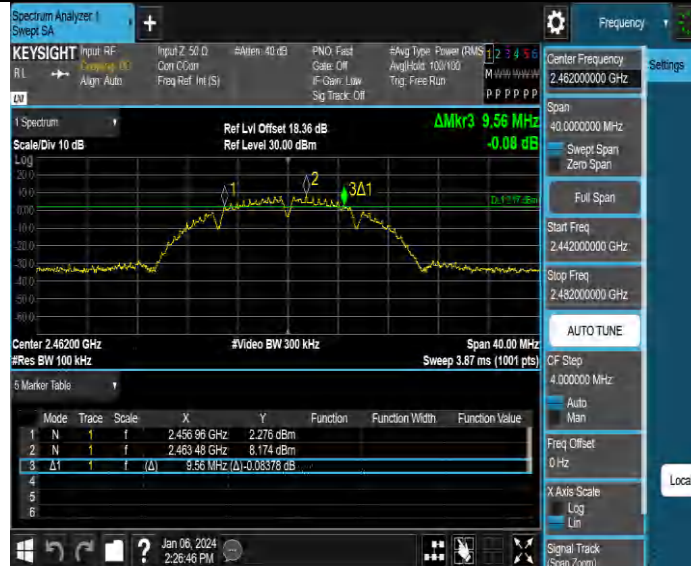 Spectrum Analyzer 1
Swept SA
+
Frequency
KEYSIGHT
RL
Input: RF
Coupling: DC
Align: Auto
Input Z: 50 Ω
Corr CCorr
Freq Ref: Int (S)
#Atten: 40 dB
PNO: Fast
Gate: Off
IF Gain: Low
Sig Track: Off
#Avg Type: Power (RMS
Avg|Hold: 100/100
Trig: Free Run
1 2 3 4 5 6
M W W W W W
P P P P P P
LXI
1 Spectrum
Scale/Div 10 dB
Ref Lvl Offset 18.36 dB
Ref Level 30.00 dBm
ΔMkr3 9.56 MHz
-0.08 dB
Log
20.0
10.0
0.00
-10.0
-20.0
-30.0
-40.0
-50.0
-60.0
1
2
3Δ1
Center 2.46200 GHz
#Res BW 100 kHz
#Video BW 300 kHz
Span 40.00 MHz
Sweep 3.87 ms (1001 pts)
5 Marker Table
Mode Trace Scale X Y Function Function Width Function Value
1 N 1 f 2.456 96 GHz 2.276 dBm
2 N 1 f 2.463 48 GHz 8.174 dBm
3 Δ1 1 f (Δ) 9.56 MHz (Δ) -0.08378 dB
4
5
6
?
Jan 06, 2024
2:26:46 PM
Center Frequency
2.462000000 GHz
Settings
Span
40.0000000 MHz
Swept Span
Zero Span
Full Span
Start Freq
2.442000000 GHz
Stop Freq
2.482000000 GHz
AUTO TUNE
CF Step
4.000000 MHz
Auto
Man
Freq Offset
0 Hz
X Axis Scale
Log
Lin
Local
Signal Track
(Span Zoom)